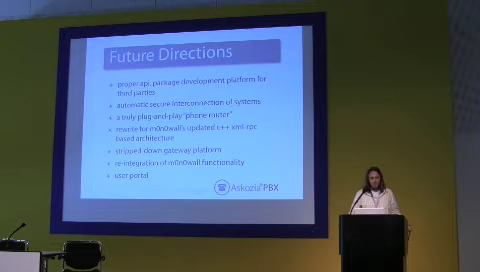 Future Directions
proper api, package development platform for
third parties
automatic secure interconnection of systems
a truly plug-and-play "phone router"
rewrite for m0n0wall's updated c++ xml-rpc
based architecture
stripped-down gateway platform
re-integration of m0n0wall functionality
user portal
Askozia PBX